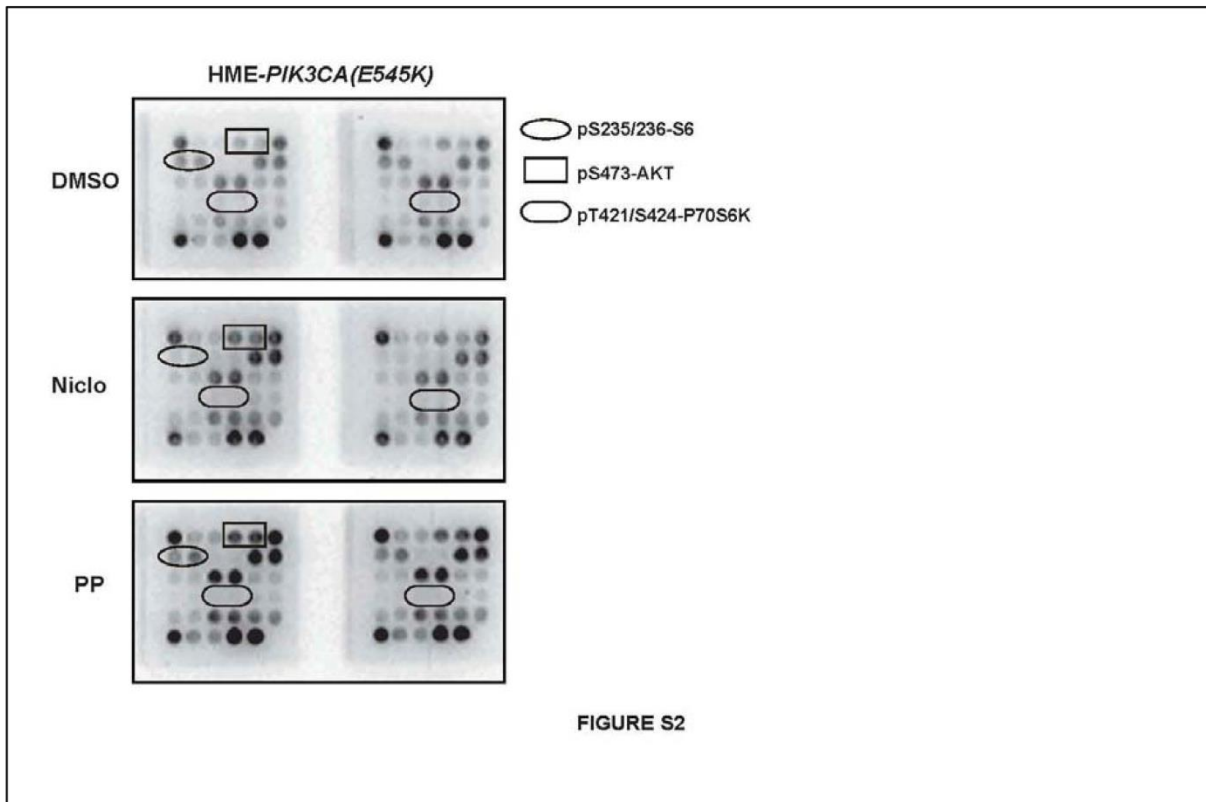 HME-PIK3CA(E545K)
DMSO
pS235/236-S6
pS473-AKT
pT421/S424-P70S6K
Niclo
PP
FIGURE S2